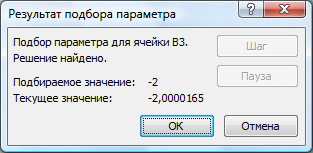 Результат подбора параметра
Подбор параметра для ячейки B3.
Решение найдено.
Шаг
Пауза
Подбираемое значение: -2
Текущее значение: -2,0000165
ОК
Отмена